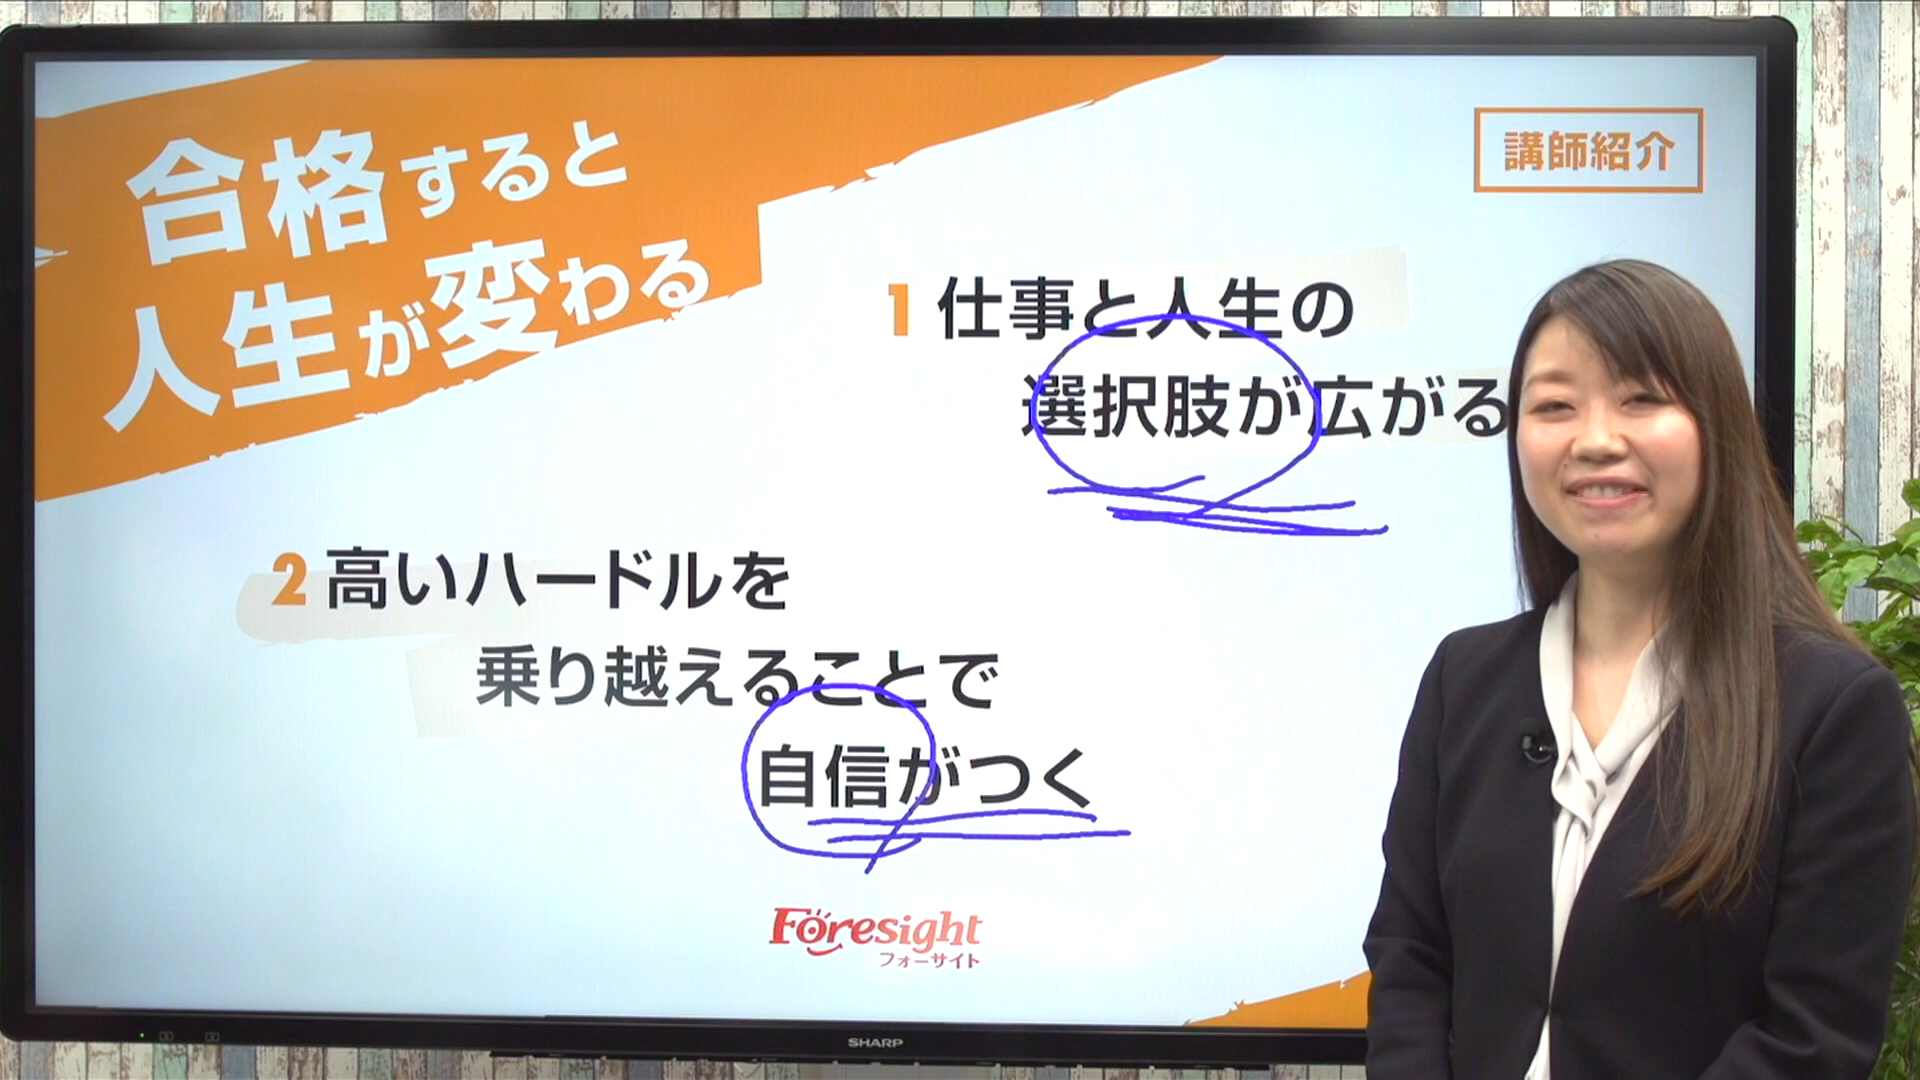 合格すると
人生が変わる
講師紹介
1 仕事と人生の
選択肢が広がる
2 高いハードルを
乗り越えることで
自信がつく
Foresight
フォーサイト
SHARP